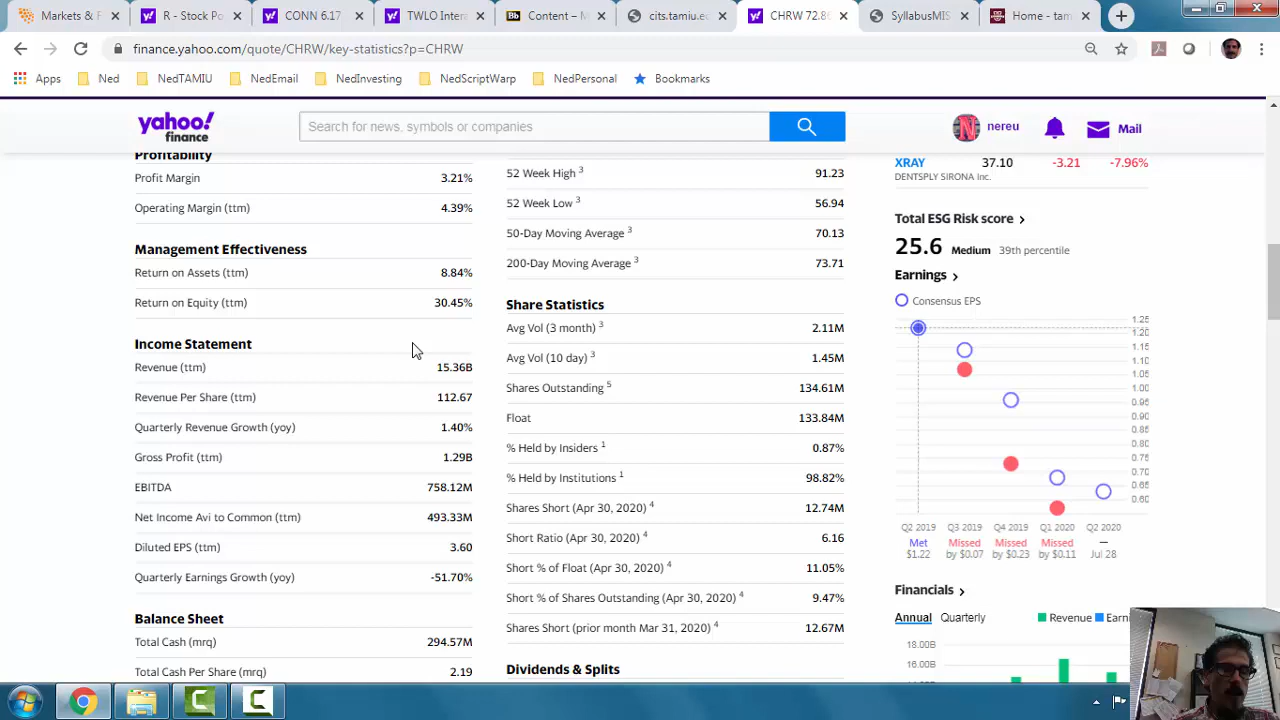 Markets & F
R - Stock Da
CRON 6.17
TWLO Inter
Content – M
cits.tamiu.ec
CHRW 72.86
SyllabusMIS
Home - tam
finance.yahoo.com/quote/CHRW/key-statistics?p=CHRW
Apps
Ned
NedTAMIU
NedEmail
NedInvesting
NedScriptWarp
NedPersonal
Bookmarks
yahoo!
finance
Search for news, symbols or companies
nereu
Mail
Profitability
Profit Margin 3.21%
Operating Margin (ttm) 4.39%
Management Effectiveness
Return on Assets (ttm) 8.84%
Return on Equity (ttm) 30.45%
Income Statement
Revenue (ttm) 15.36B
Revenue Per Share (ttm) 112.67
Quarterly Revenue Growth (yoy) 1.40%
Gross Profit (ttm) 1.29B
EBITDA 758.12M
Net Income Avi to Common (ttm) 493.33M
Diluted EPS (ttm) 3.60
Quarterly Earnings Growth (yoy) -51.70%
Balance Sheet
Total Cash (mrq) 294.57M
Total Cash Per Share (mrq) 2.19
52 Week High 3 91.23
52 Week Low 3 56.94
50-Day Moving Average 3 70.13
200-Day Moving Average 3 73.71
Share Statistics
Avg Vol (3 month) 3 2.11M
Avg Vol (10 day) 3 1.45M
Shares Outstanding 5 134.61M
Float 133.84M
% Held by Insiders 1 0.87%
% Held by Institutions 1 98.82%
Shares Short (Apr 30, 2020) 4 12.74M
Short Ratio (Apr 30, 2020) 4 6.16
Short % of Float (Apr 30, 2020) 4 11.05%
Short % of Shares Outstanding (Apr 30, 2020) 4 9.47%
Shares Short (prior month Mar 31, 2020) 4 12.67M
Dividends & Splits
XRAY 37.10 -3.21 -7.96%
DENTSPLY SIRONA Inc.
Total ESG Risk score
25.6 Medium 39th percentile
Earnings
Consensus EPS
1.25
1.20
1.15
1.10
1.05
1.00
0.95
0.90
0.85
0.80
0.75
0.70
0.65
0.60
Q2 2019 Q3 2019 Q4 2019 Q1 2020 Q2 2020
Met Missed Missed Missed —
$1.22 by $0.07 by $0.23 by $0.11 Jul 28
Financials
Annual Quarterly Revenue Earn
18.00B
16.00B